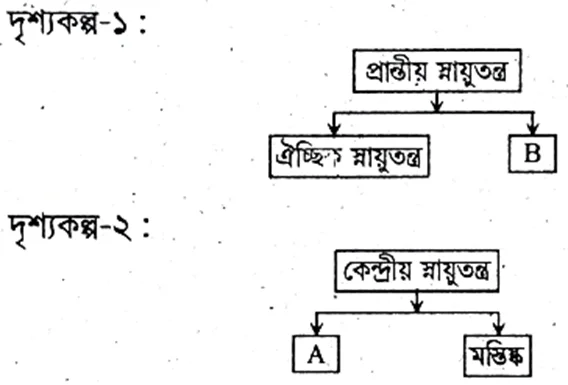 দৃশ্যকল্প-১ :
প্রান্তীয় স্নায়ুতন্ত্র
ঐচ্ছিক স্নায়ুতন্ত্র B
দৃশ্যকল্প-২ :
কেন্দ্রীয় স্নায়ুতন্ত্র
A মস্তিষ্ক